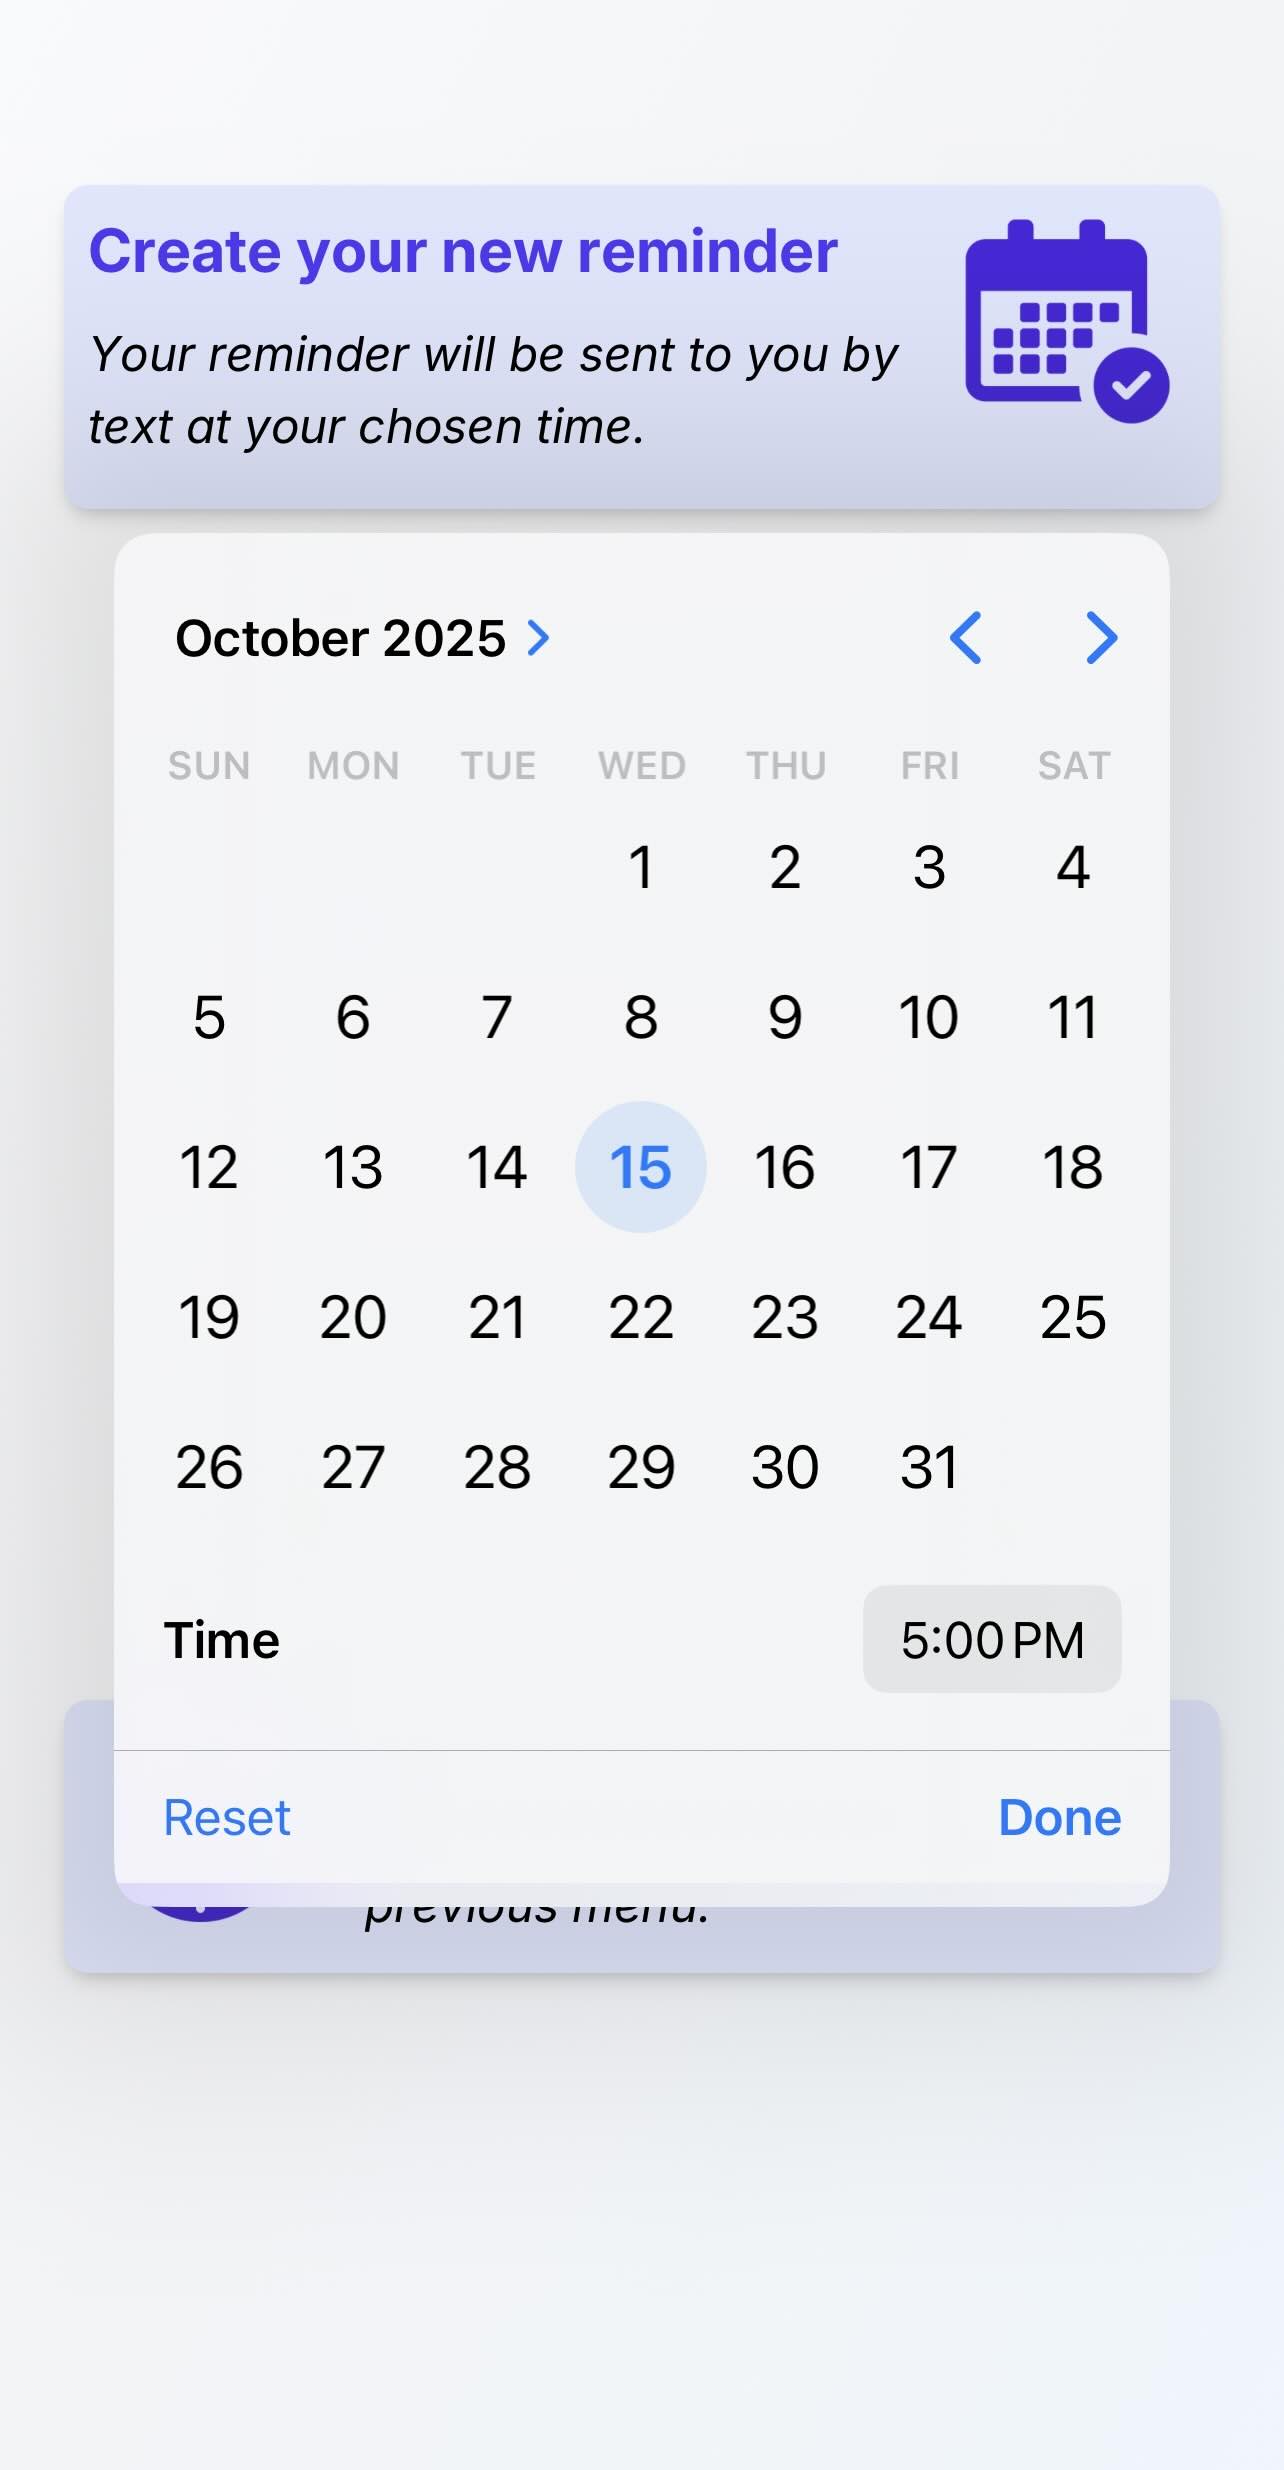 Create your new reminder
Your reminder will be sent to you by
text at your chosen time.
October 2025
SUN MON TUE WED THU FRI SAT
1 2 3 4
5 6 7 8 9 10 11
12 13 14 15 16 17 18
19 20 21 22 23 24 25
26 27 28 29 30 31
Time 5:00 PM
Reset Done
previous menu.